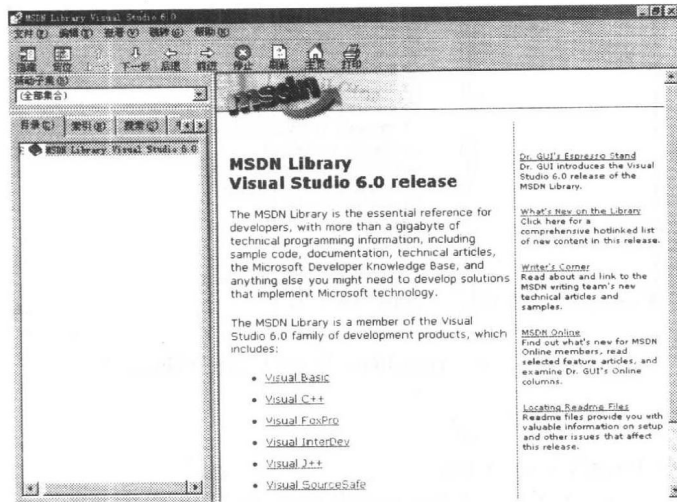 MSDN Library Visual Studio 6.0
文件(F) 编辑(E) 查看(V) 跳转(G) 帮助(H)
隐藏 定位 下一步 后退 前进 停止 刷新 主页 打印
活动子集(B)
(全部集合)
目录(C) 索引(N) 搜索(S)
MSDN Library Visual Studio 6.0
msdn
MSDN Library
Visual Studio 6.0 release
The MSDN Library is the essential reference for
developers, with more than a gigabyte of
technical programming information, including
sample code, documentation, technical articles,
the Microsoft Developer Knowledge Base, and
anything else you might need to develop solutions
that implement Microsoft technology.
The MSDN Library is a member of the Visual
Studio 6.0 family of development products, which
includes:
• Visual Basic
• Visual C++
• Visual FoxPro
• Visual InterDev
• Visual J++
• Visual SourceSafe
Dr. GUI's Espresso Stand
Dr. GUI introduces the Visual
Studio 6.0 release of the
MSDN Library.
What's New on the Library
Click here for a
comprehensive hotlinked list
of new content in this release.
Writer's Corner
Read about and link to the
MSDN writing team's new
technical articles and
samples.
MSDN Online
Find out what's new for MSDN
Online members, read
selected feature articles, and
examine Dr. GUI's Online
columns.
Locating Readme Files
Readme files provide you with
valuable information on setup
and other issues that affect
this release.